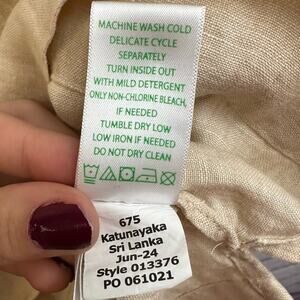 MACHINE WASH COLD
DELICATE CYCLE
SEPARATELY
TURN INSIDE OUT
WITH MILD DETERGENT
ONLY NON-CHLORINE BLEACH,
IF NEEDED
TUMBLE DRY LOW
LOW IRON IF NEEDED
DO NOT DRY CLEAN
675
Katunayaka
Sri Lanka
Jun-24
Style 013376
PO 061021